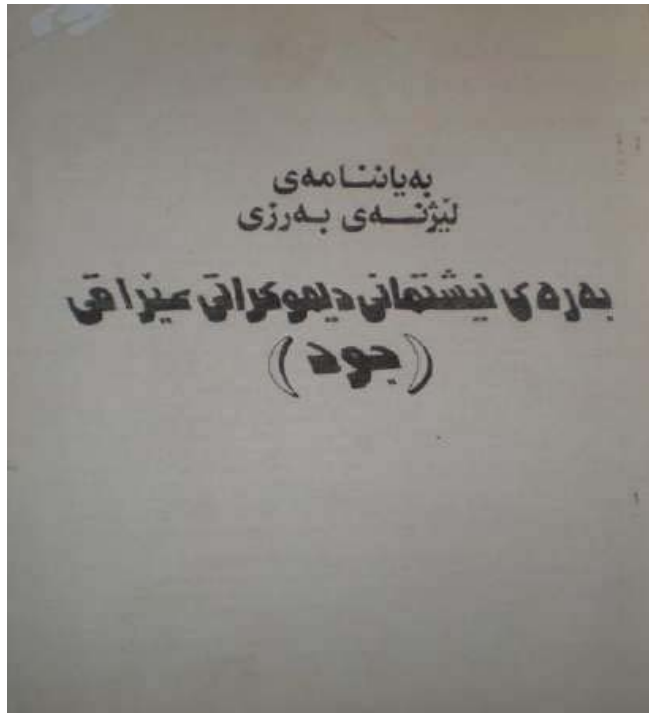 بەیاننامەی
لێژنەی بەرزی
بەرەی نیشتمانی دیموکراتی عێراقی
(جود)